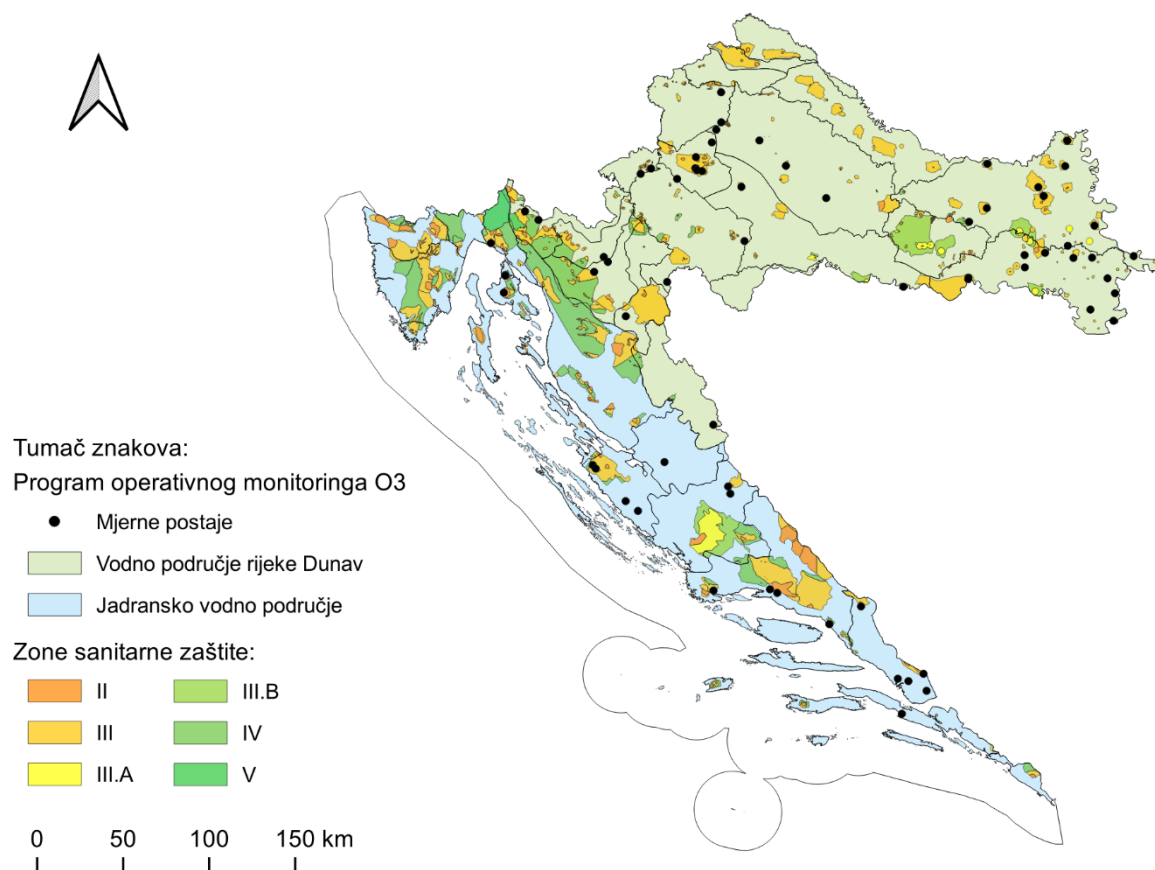 Tumač znakova:
Program operativnog monitoringa O3
Mjerne postaje
Vodno područje rijeke Dunav
Jadransko vodno područje
Zone sanitarne zaštite:
II
III
III.A
III.B
IV
V
0 50 100 150 km